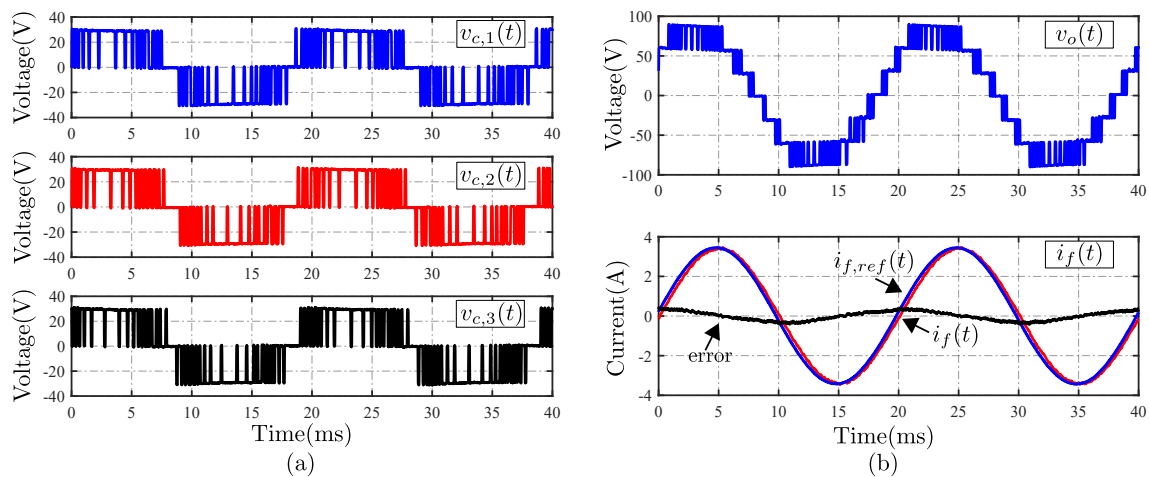 40
20
0
-20
-40
Voltage(V)
v_{c,1}(t)
0 5 10 15 20 25 30 35 40
40
20
0
-20
-40
Voltage(V)
v_{c,2}(t)
0 5 10 15 20 25 30 35 40
40
20
0
-20
-40
Voltage(V)
v_{c,3}(t)
0 5 10 15 20 25 30 35 40
Time(ms)
(a)
100
50
0
-50
-100
Voltage(V)
v_o(t)
0 5 10 15 20 25 30 35 40
4
2
0
-2
-4
Current(A)
i_f(t)
i_{f,ref}(t)
i_f(t)
error
0 5 10 15 20 25 30 35 40
Time(ms)
(b)